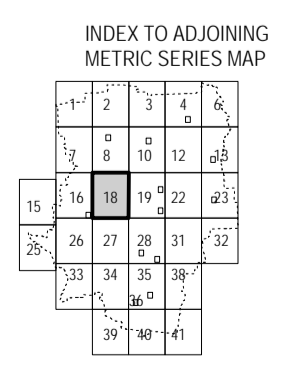 INDEX TO ADJOINING
METRIC SERIES MAP
1 2 3 4 6
7 8 10 12 13
15 16 18 19 22 23
25 26 27 28 31 32
33 34 35 38
36
39 40 41